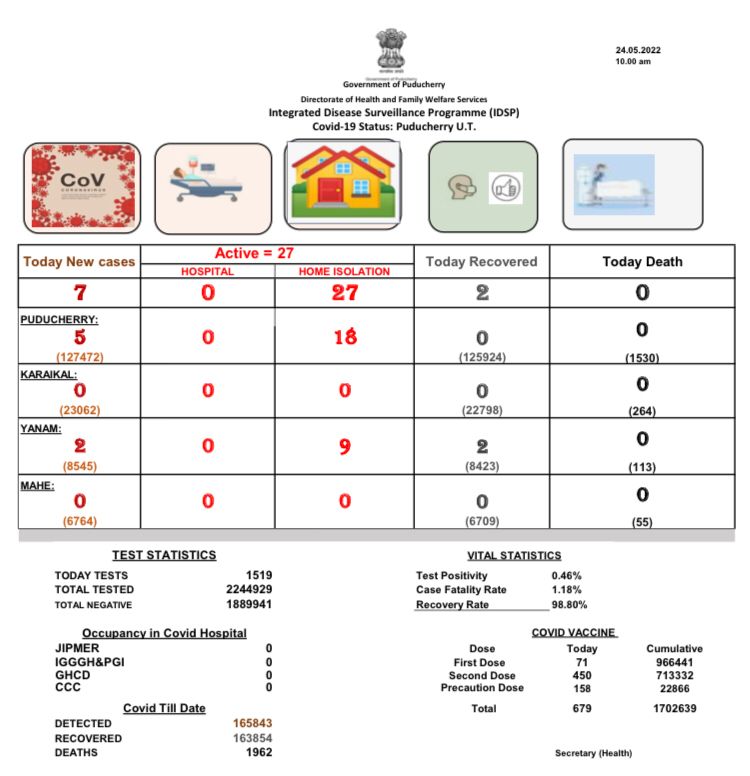 24.05.2022
10.00 am
Government of Puducherry
Government of Puducherry
Directorate of Health and Family Welfare Services
Integrated Disease Surveillance Programme (IDSP)
Covid-19 Status: Puducherry U.T.
CoV
CORONAVIRUS
Today New cases
Active = 27
HOSPITAL
HOME ISOLATION
Today Recovered
Today Death
7 0 27 2 0
PUDUCHERRY:
5 0 18 0 0
(127472) (125924) (1530)
KARAIKAL:
0 0 0 0 0
(23062) (22798) (264)
YANAM:
2 0 9 2 0
(8545) (8423) (113)
MAHE:
0 0 0 0 0
(6764) (6709) (55)
TEST STATISTICS
TODAY TESTS 1519
TOTAL TESTED 2244929
TOTAL NEGATIVE 1889941
VITAL STATISTICS
Test Positivity 0.46%
Case Fatality Rate 1.18%
Recovery Rate 98.80%
Occupancy in Covid Hospital
JIPMER 0
IGGGH&PGI 0
GHCD 0
CCC 0
COVID VACCINE
Dose Today Cumulative
First Dose 71 966441
Second Dose 450 713332
Precaution Dose 158 22866
Total 679 1702639
Covid Till Date
DETECTED 165843
RECOVERED 163854
DEATHS 1962
Secretary (Health)